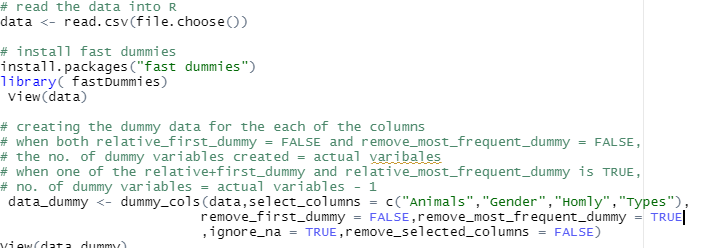 # read the data into R
data <- read.csv(file.choose())
# install fast dummies
install.packages("fast dummies")
library( fastDummies)
View(data)
# creating the dummy data for the each of the columns
# when both relative_first_dummy = FALSE and remove_most_frequent_dummy = FALSE,
# the no. of dummy variables created = actual varibales
# when one of the relative+first_dummy and relative_most_frequent_dummy is TRUE,
# no. of dummy variables = actual variables - 1
data_dummy <- dummy_cols(data,select_columns = c("Animals","Gender","Homly","Types"),
remove_first_dummy = FALSE,remove_most_frequent_dummy = TRUE
,ignore_na = TRUE,remove_selected_columns = FALSE)
View(data_dummy)